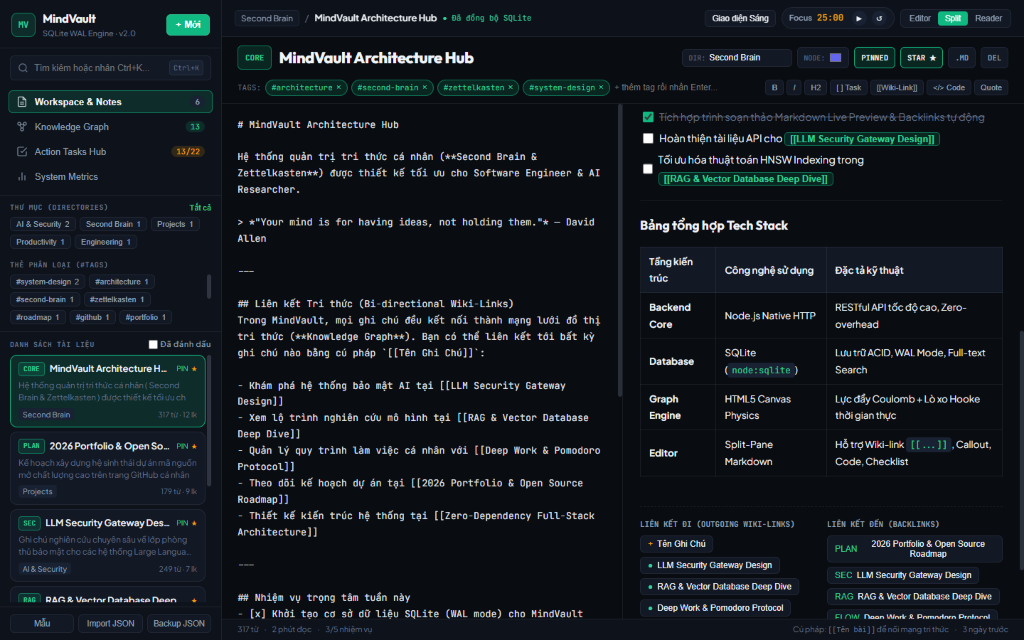 MV
MindVault
SQLite WAL Engine · v2.0
+ Mới
Tìm kiếm hoặc nhấn Ctrl+K...
Ctrl+K
Workspace & Notes 6
Knowledge Graph 13
Action Tasks Hub 13/22
System Metrics
THƯ MỤC (DIRECTORIES) Tất cả
AI & Security 2 Second Brain 1 Projects 1
Productivity 1 Engineering 1
THẺ PHÂN LOẠI (#TAGS)
#system-design 2 #architecture 1
#second-brain 1 #zettelkasten 1
#roadmap 1 #github 1 #portfolio 1
DANH SÁCH TÀI LIỆU Đã đánh dấu
CORE MindVault Architecture H... PIN ★
Hệ thống quản trị tri thức cá nhân ( Second
Brain & Zettelkasten ) được thiết kế tối ưu ch
Second Brain 317 từ · 12 lk
PLAN 2026 Portfolio & Open So... PIN ★
Kế hoạch xây dựng hệ sinh thái dự án mã nguồn
mở chất lượng cao trên trang GitHub cá nhân
Projects 179 từ · 9 lk
SEC LLM Security Gateway Des... PIN ★
Ghi chú nghiên cứu chuyên sâu về lớp phòng
thủ bảo mật cho các hệ thống Large Langua...
AI & Security 249 từ · 7 lk
RAG RAG & Vector Database Deep... PIN ★
Mẫu Import JSON Backup JSON
Second Brain / MindVault Architecture Hub • Đã đồng bộ SQLite
Giao diện Sáng
Focus 25:00 ▶ ↺
Editor Split Reader
CORE MindVault Architecture Hub
DIR: Second Brain
NODE:
PINNED STAR ★ .MD DEL
TAGS: #architecture × #second-brain × #zettelkasten × #system-design × + thêm tag rồi nhấn Enter...
B I H2 [ ] Task [[Wiki-Link]] </> Code Quote
# MindVault Architecture Hub
Hệ thống quản trị tri thức cá nhân (**Second Brain &
Zettelkasten**) được thiết kế tối ưu cho Software Engineer & AI
Researcher.
> *"Your mind is for having ideas, not holding them."* — David
Allen
---
## Liên kết Tri thức (Bi-directional Wiki-Links)
Trong MindVault, mọi ghi chú đều kết nối thành mạng lưới đồ thị
tri thức (**Knowledge Graph**). Bạn có thể liên kết tới bất kỳ
ghi chú nào bằng cú pháp `[[Tên Ghi Chú]]`:
- Khám phá hệ thống bảo mật AI tại [[LLM Security Gateway
Design]]
- Xem lộ trình nghiên cứu mô hình tại [[RAG & Vector Database
Deep Dive]]
- Quản lý quy trình làm việc cá nhân với [[Deep Work & Pomodoro
Protocol]]
- Theo dõi kế hoạch dự án tại [[2026 Portfolio & Open Source
Roadmap]]
- Thiết kế kiến trúc hệ thống tại [[Zero-Dependency Full-Stack
Architecture]]
---
## Nhiệm vụ trọng tâm tuần này
- [x] Khởi tạo cơ sở dữ liệu SQLite (WAL mode) cho MindVault
Tích hợp trình soạn thảo Markdown Live Preview & Backlinks tự động
Hoàn thiện tài liệu API cho [[LLM Security Gateway Design]]
Tối ưu hóa thuật toán HNSW Indexing trong
[[RAG & Vector Database Deep Dive]]
Bảng tổng hợp Tech Stack
Tầng kiến
trúc
Công nghệ sử dụng
Đặc tả kỹ thuật
Backend
Core
Node.js Native HTTP
RESTful API tốc độ cao, Zero-
overhead
Database
SQLite
( node:sqlite )
Lưu trữ ACID, WAL Mode, Full-text
Search
Graph
Engine
HTML5 Canvas
Physics
Lực đẩy Coulomb + Lò xo Hooke
thời gian thực
Editor
Split-Pane
Markdown
Hỗ trợ Wiki-link [[...]] , Callout,
Code, Checklist
LIÊN KẾT ĐI (OUTGOING WIKI-LINKS)
+ Tên Ghi Chú
• LLM Security Gateway Design
• RAG & Vector Database Deep Dive
• Deep Work & Pomodoro Protocol
LIÊN KẾT ĐẾN (BACKLINKS)
PLAN 2026 Portfolio & Open Source
Roadmap
SEC LLM Security Gateway Design
RAG RAG & Vector Database Deep Dive
FLOW Deep Work & Pomodoro Protocol
317 từ · 2 phút đọc · 3/5 nhiệm vụ
Cú pháp: [[Tên bài]] để nối mạng tri thức · 3 ngày trước